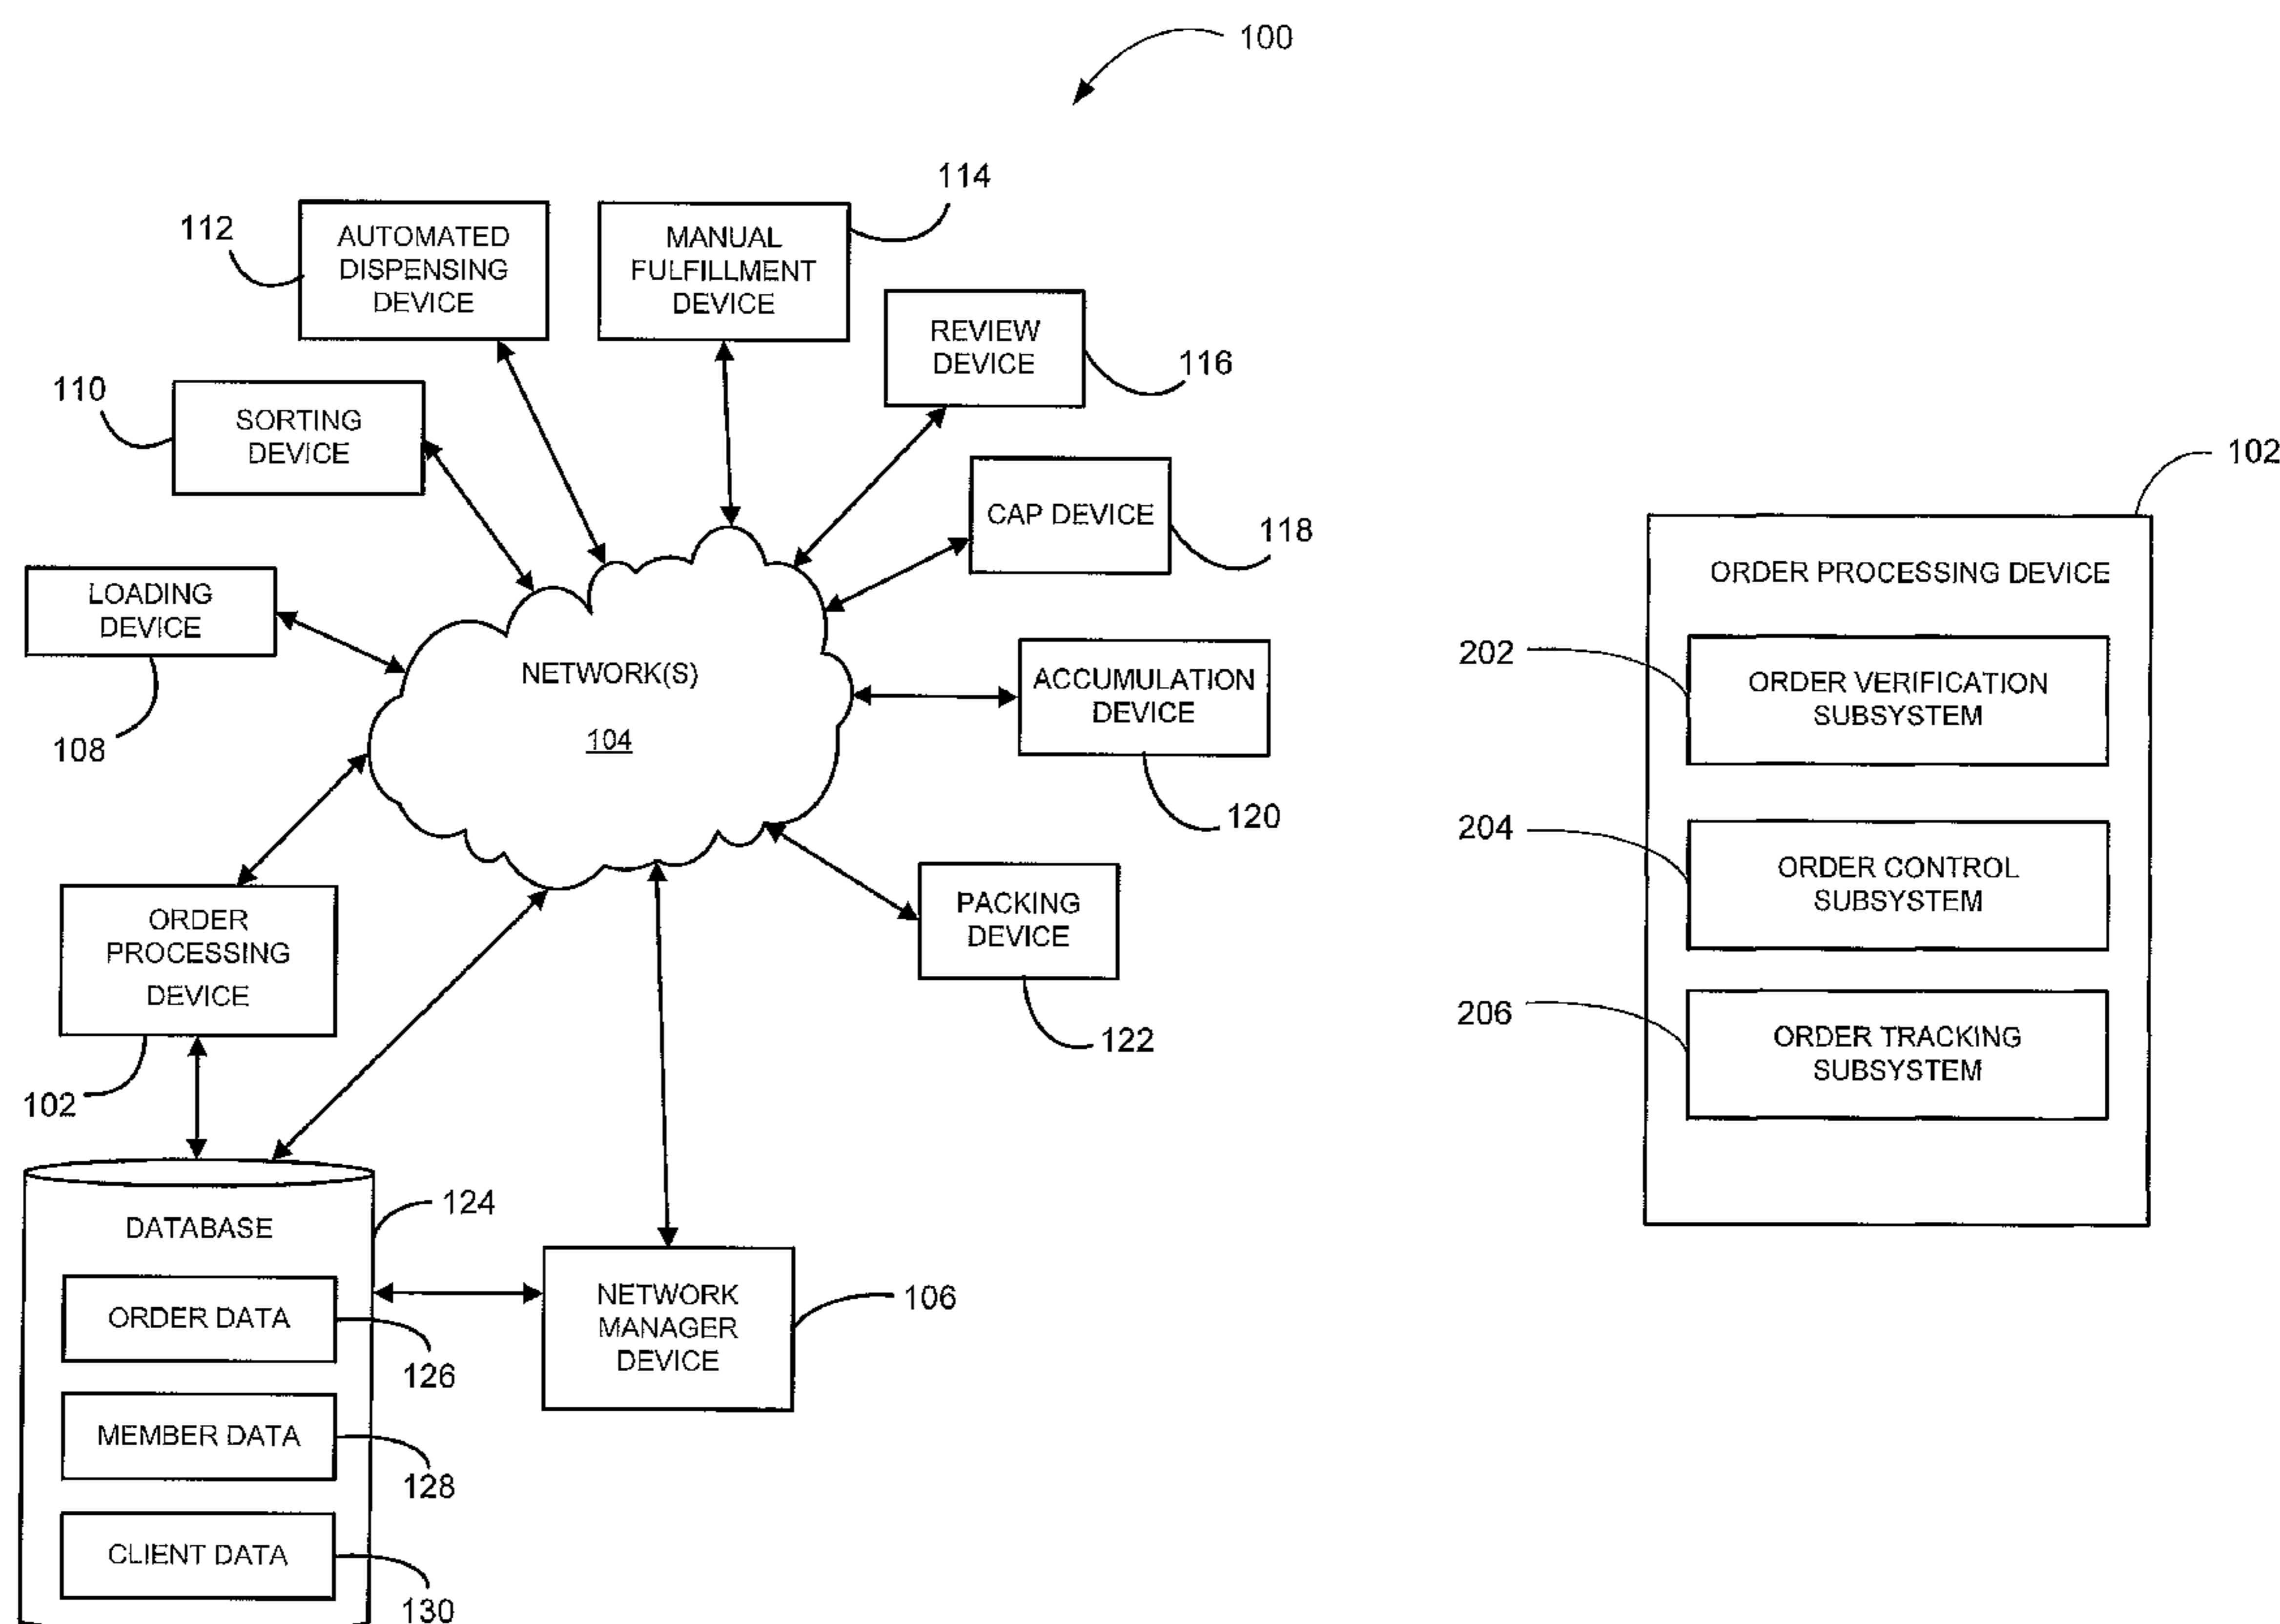 100
114
112
AUTOMATED
DISPENSING
DEVICE
MANUAL
FULFILLMENT
DEVICE
REVIEW
DEVICE
116
110
SORTING
DEVICE
CAP DEVICE
118
LOADING
DEVICE
108
NETWORK(S)
104
ACCUMULATION
DEVICE
120
ORDER
PROCESSING
DEVICE
102
PACKING
DEVICE
122
DATABASE
124
ORDER DATA
126
MEMBER DATA
128
CLIENT DATA
130
NETWORK
MANAGER
DEVICE
106
102
ORDER PROCESSING DEVICE
202
ORDER VERIFICATION
SUBSYSTEM
204
ORDER CONTROL
SUBSYSTEM
206
ORDER TRACKING
SUBSYSTEM